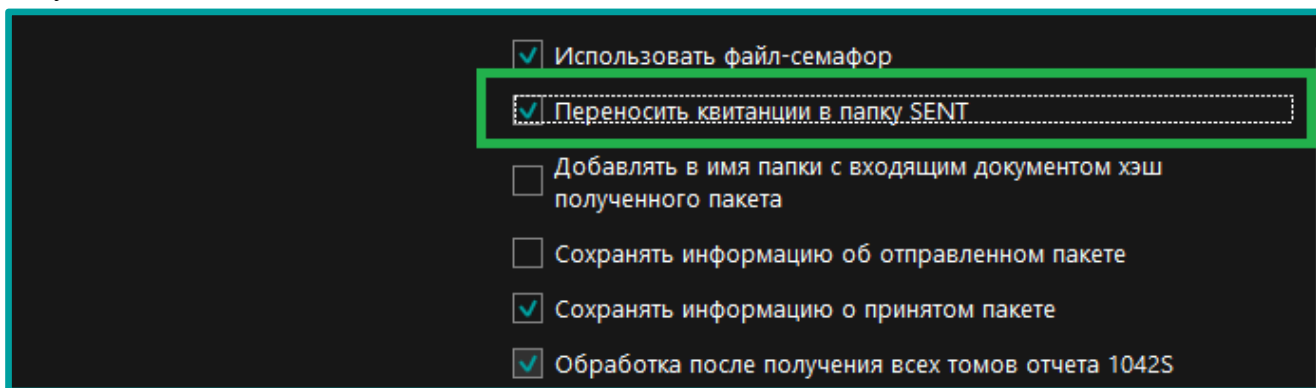 Использовать файл-семафор
Переносить квитанции в папку SENT
Добавлять в имя папки с входящим документом хэш
полученного пакета
Сохранять информацию об отправленном пакете
Сохранять информацию о принятом пакете
Обработка после получения всех томов отчета 1042S